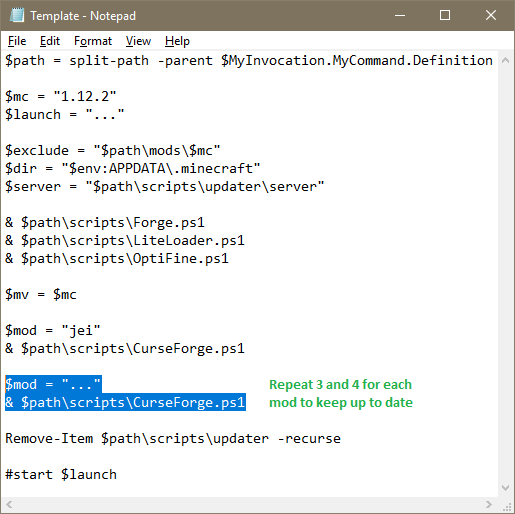 Template - Notepad
File Edit Format View Help
$path = split-path -parent $MyInvocation.MyCommand.Definition
$mc = "1.12.2"
$launch = "..."
$exclude = "$path\mods\$mc"
$dir = "$env:APPDATA\.minecraft"
$server = "$path\scripts\updater\server"
& $path\scripts\Forge.ps1
& $path\scripts\LiteLoader.ps1
& $path\scripts\OptiFine.ps1
$mv = $mc
$mod = "jei"
& $path\scripts\CurseForge.ps1
$mod = "..." Repeat 3 and 4 for each
& $path\scripts\CurseForge.ps1 mod to keep up to date
Remove-Item $path\scripts\updater -recurse
#start $launch